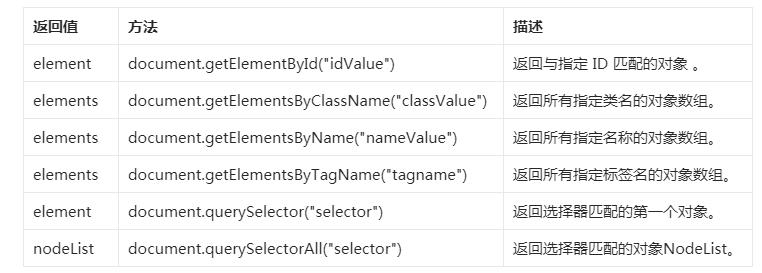 返回值 方法 描述
element document.getElementById("idValue") 返回与指定 ID 匹配的对象 。
elements document.getElementsByClassName("classValue") 返回所有指定类名的对象数组。
elements document.getElementsByName("nameValue") 返回所有指定名称的对象数组。
elements document.getElementsByTagName("tagname") 返回所有指定标签名的对象数组。
element document.querySelector("selector") 返回选择器匹配的第一个对象。
nodeList document.querySelectorAll("selector") 返回选择器匹配的对象NodeList。